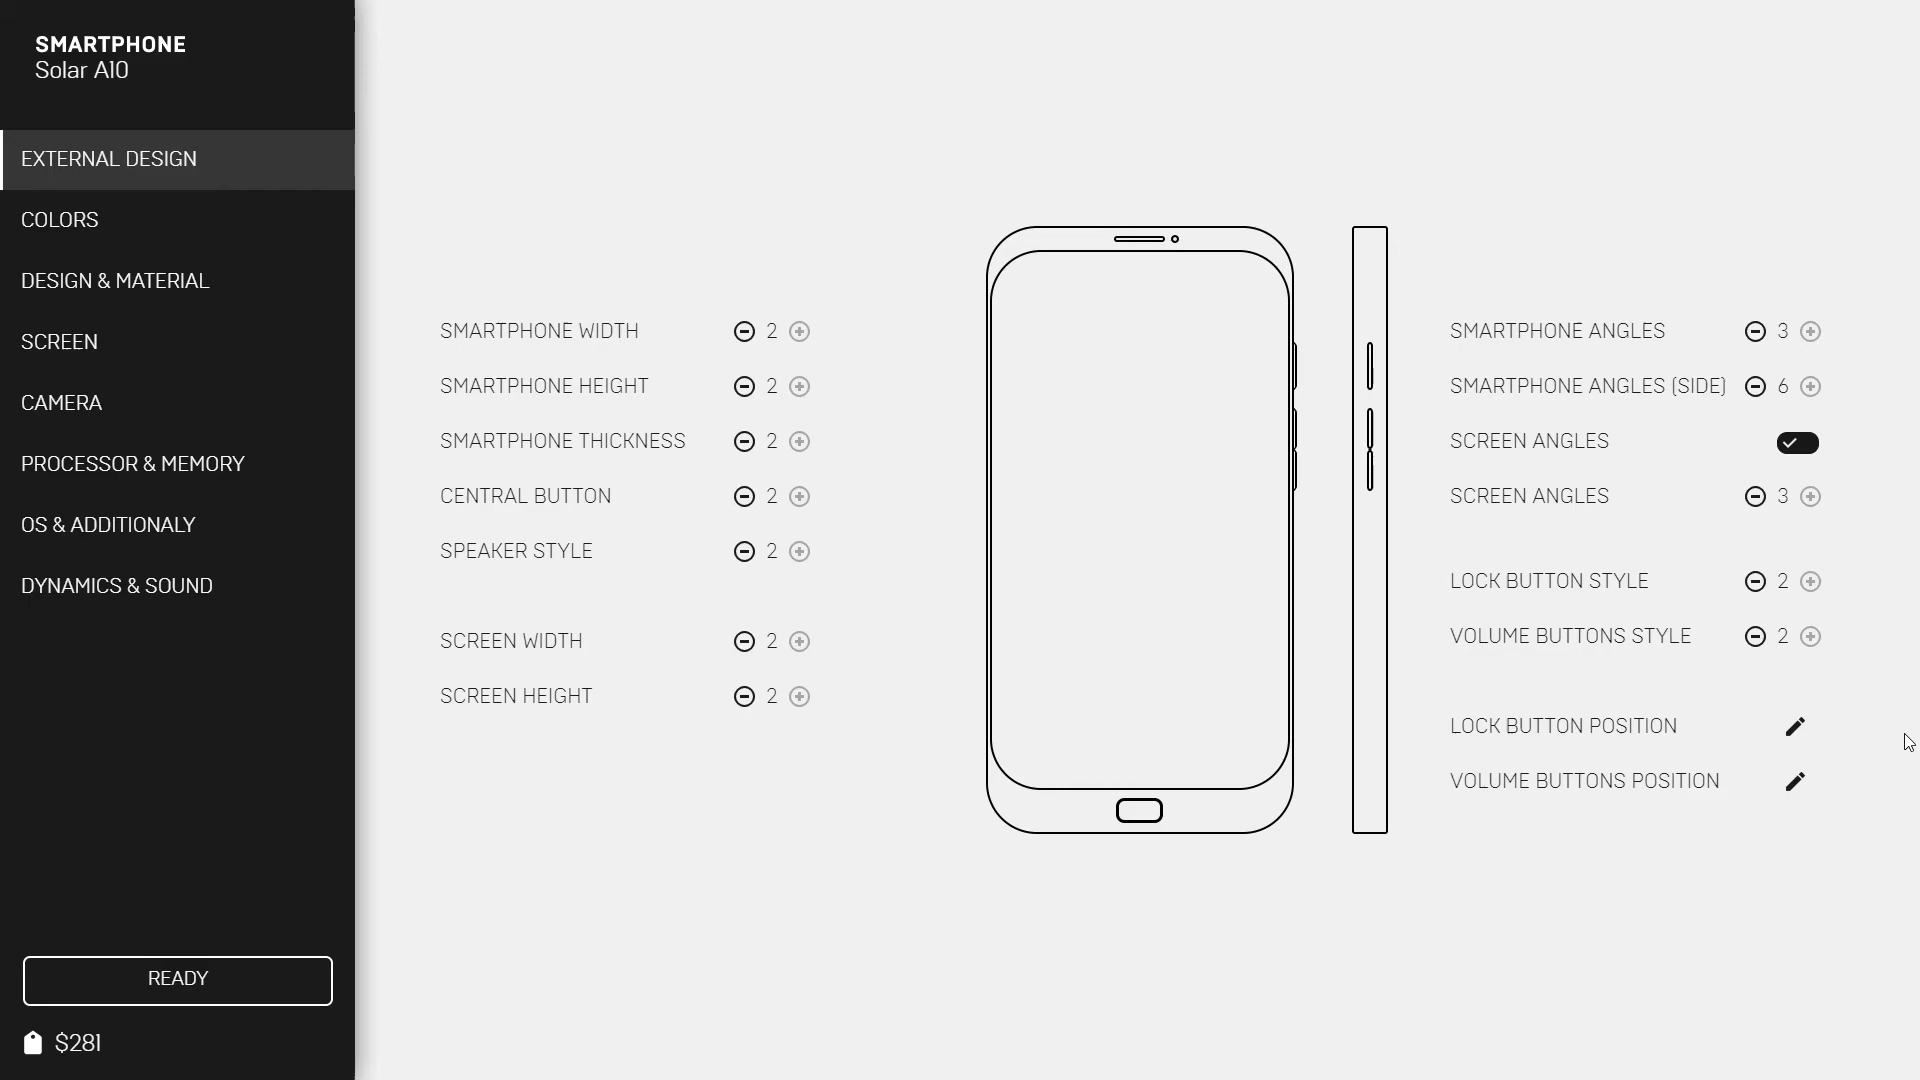 SMARTPHONE
Solar A10
EXTERNAL DESIGN
COLORS
DESIGN & MATERIAL
SCREEN
CAMERA
PROCESSOR & MEMORY
OS & ADDITIONALY
DYNAMICS & SOUND
READY
$281
SMARTPHONE WIDTH 2
SMARTPHONE HEIGHT 2
SMARTPHONE THICKNESS 2
CENTRAL BUTTON 2
SPEAKER STYLE 2
SCREEN WIDTH 2
SCREEN HEIGHT 2
SMARTPHONE ANGLES 3
SMARTPHONE ANGLES (SIDE) 6
SCREEN ANGLES
SCREEN ANGLES 3
LOCK BUTTON STYLE 2
VOLUME BUTTONS STYLE 2
LOCK BUTTON POSITION
VOLUME BUTTONS POSITION